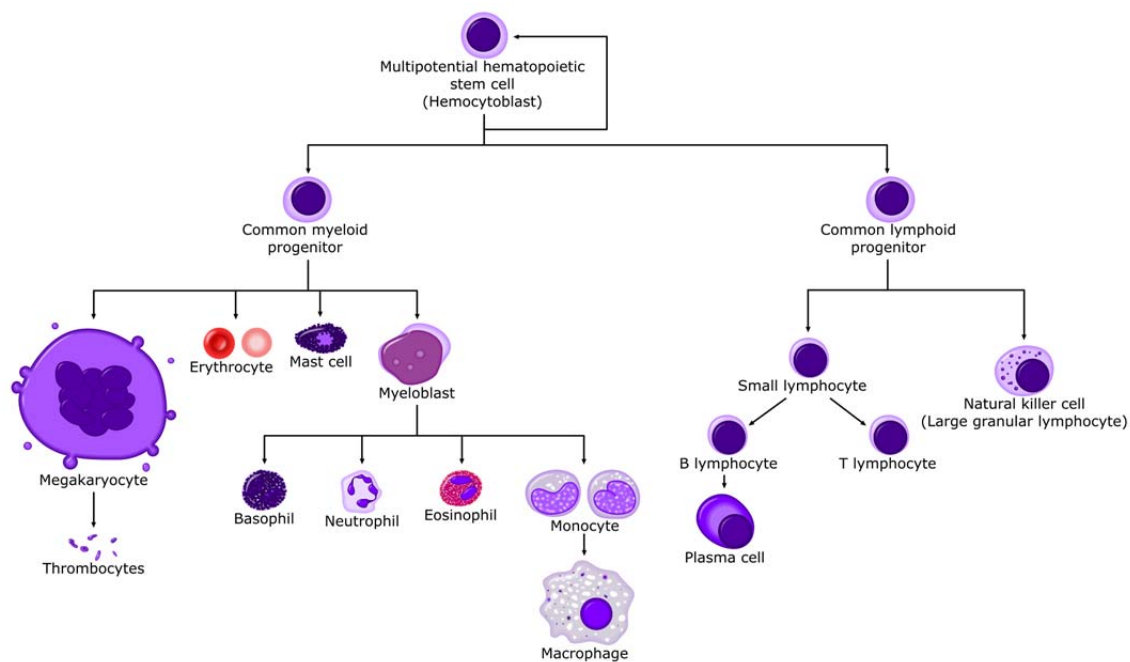 Multipotential hematopoietic
stem cell
(Hemocytoblast)
Common myeloid
progenitor
Common lymphoid
progenitor
Erythrocyte
Mast cell
Myeloblast
Small lymphocyte
Natural killer cell
(Large granular lymphocyte)
Megakaryocyte
Basophil
Neutrophil
Eosinophil
Monocyte
B lymphocyte
T lymphocyte
Thrombocytes
Plasma cell
Macrophage